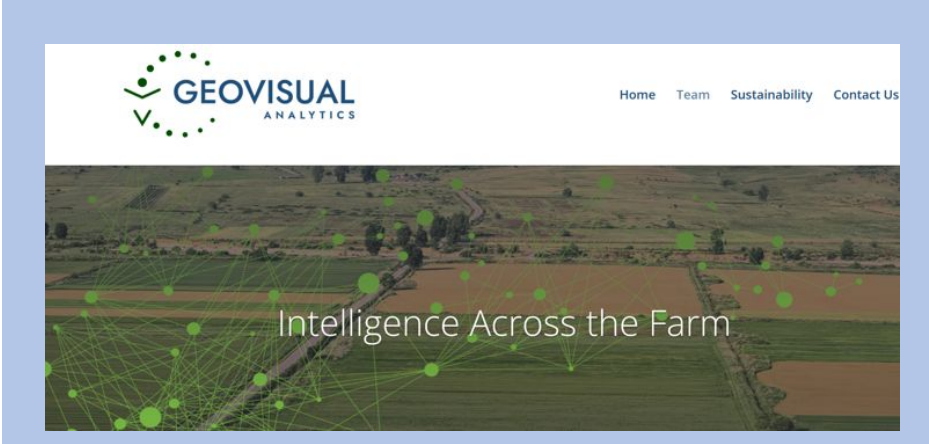 GEOVISUAL
ANALYTICS
Home Team Sustainability Contact Us
Intelligence Across the Farm